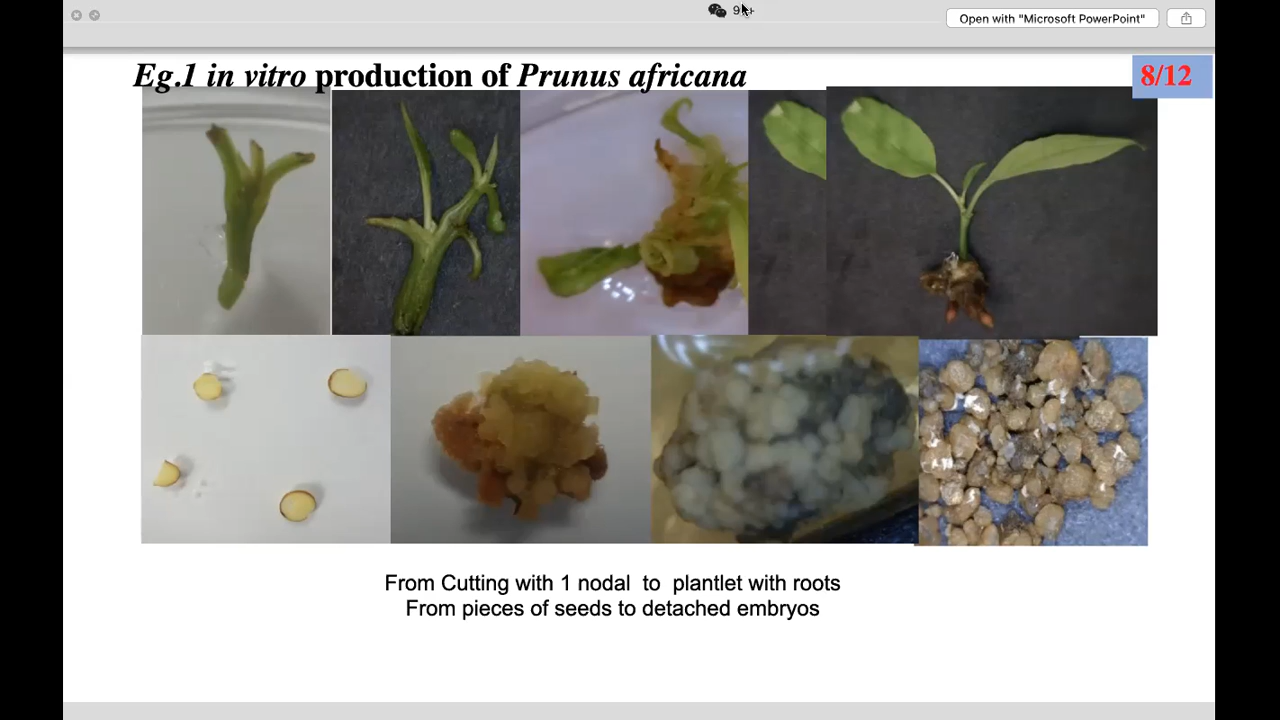 Open with "Microsoft PowerPoint"
Eg.1 in vitro production of Prunus africana
8/12
From Cutting with 1 nodal to plantlet with roots
From pieces of seeds to detached embryos